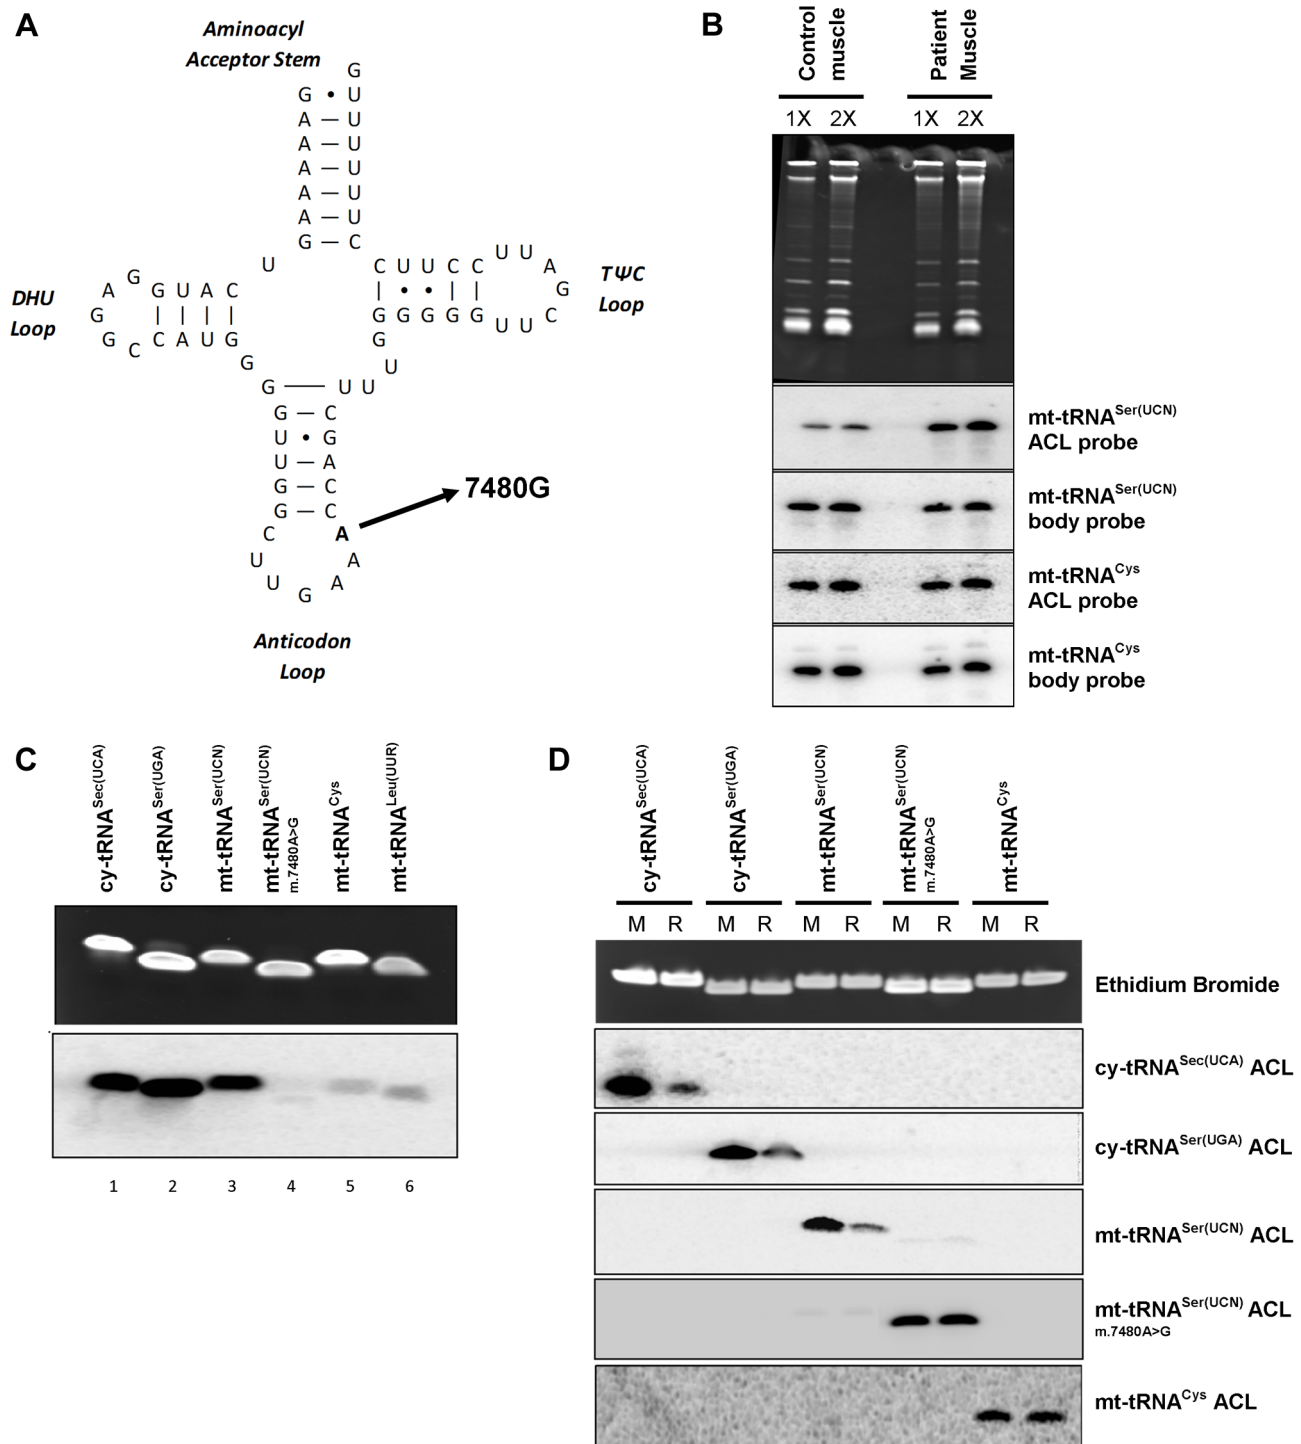 A
Aminoacyl
Acceptor Stem
G
G • U
A — U
A — U
A — U
A — U
A — U
G — C
U
DHU
Loop
G U A C
G
A
G
G
C
C A U G
G
C U U C C
U U
A
G
C
U U
G G G G G
TΨC
Loop
G
U
G —— U U
G — C
U • G
U — A
G — C
G — C
C
A
U
A
U
A
G
7480G
Anticodon
Loop
B
Control
muscle
Patient
Muscle
1X 2X 1X 2X
mt-tRNASer(UCN)
ACL probe
mt-tRNASer(UCN)
body probe
mt-tRNACys
ACL probe
mt-tRNACys
body probe
C
cy-tRNASec(UCA)
cy-tRNASer(UGA)
mt-tRNASer(UCN)
mt-tRNASer(UCN)
m.7480A>G
mt-tRNACys
mt-tRNALeu(UUR)
1 2 3 4 5 6
D
cy-tRNASec(UCA)
cy-tRNASer(UGA)
mt-tRNASer(UCN)
mt-tRNASer(UCN)
m.7480A>G
mt-tRNACys
M R M R M R M R M R
Ethidium Bromide
cy-tRNASec(UCA) ACL
cy-tRNASer(UGA) ACL
mt-tRNASer(UCN) ACL
mt-tRNASer(UCN) ACL
m.7480A>G
mt-tRNACys ACL